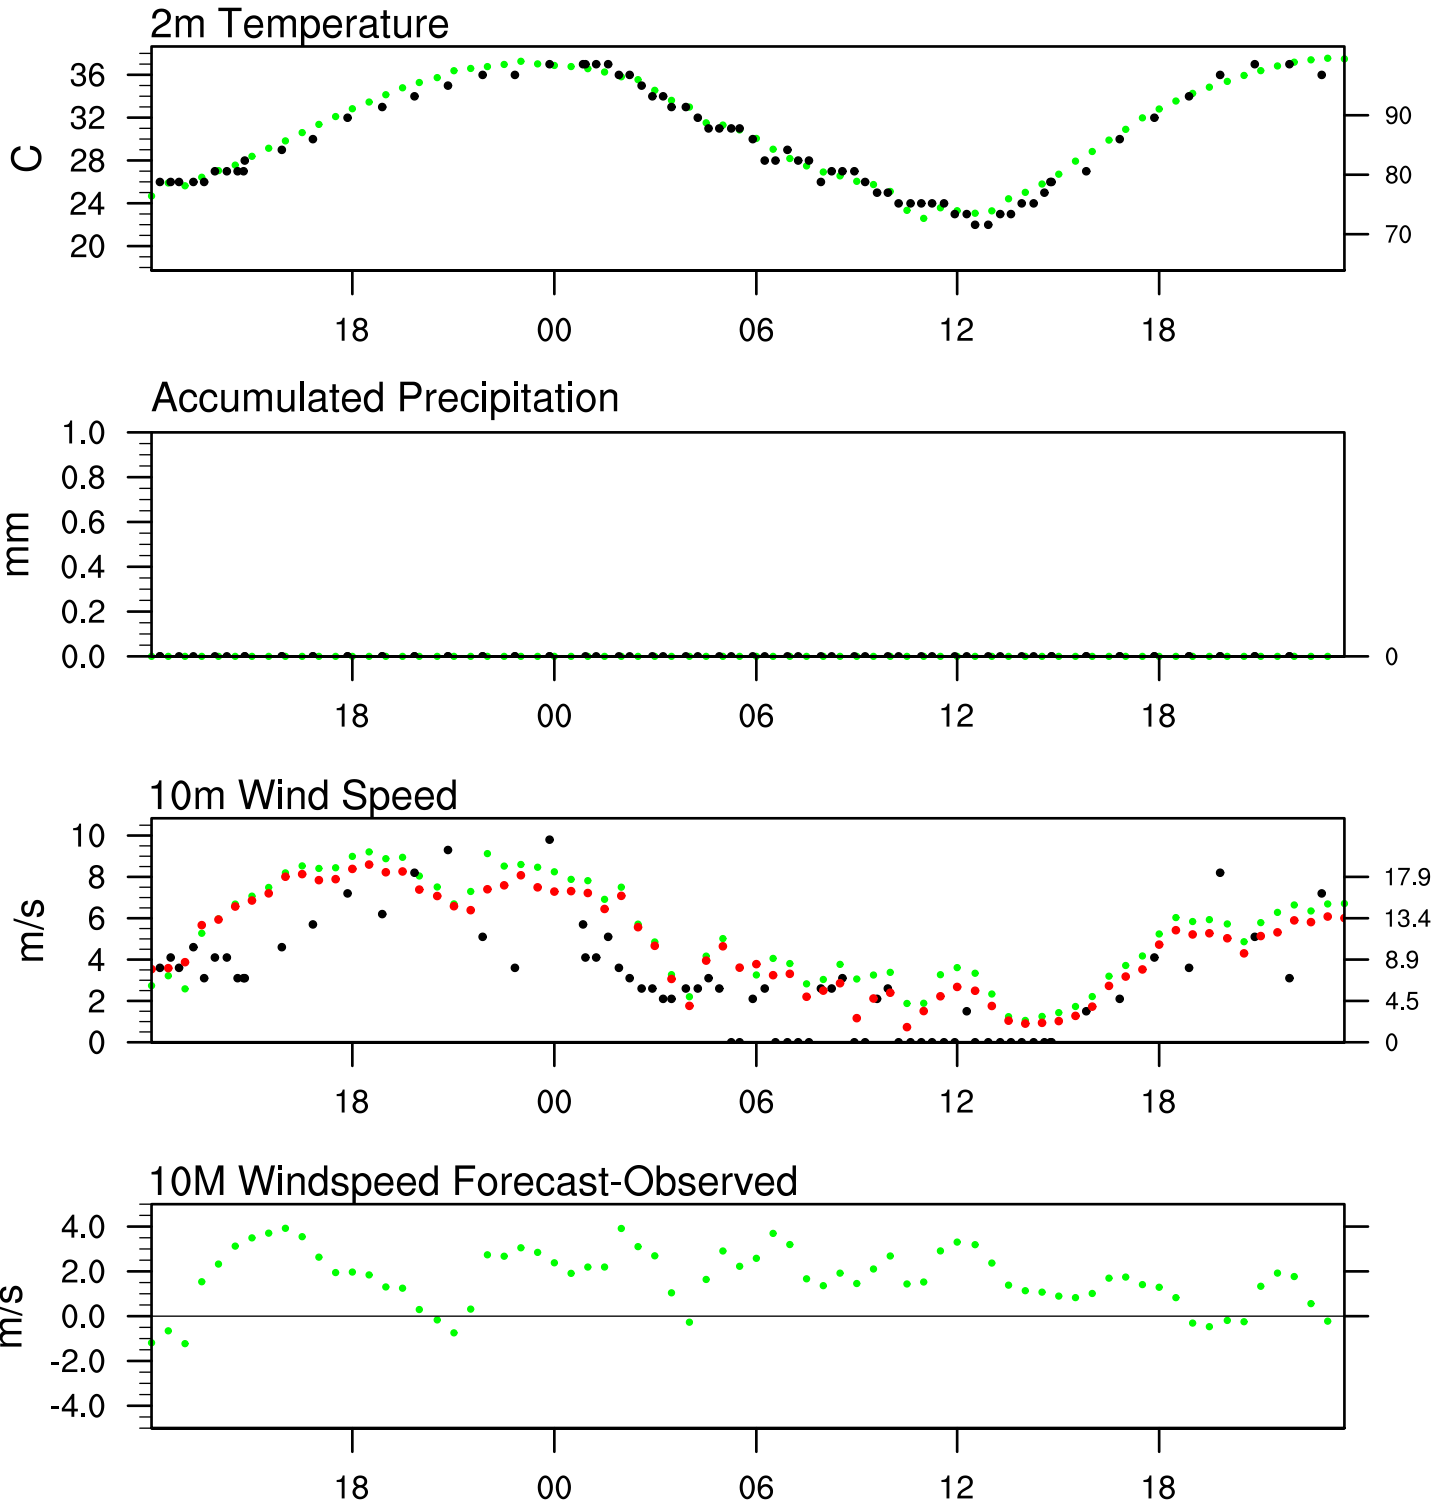 2m Temperature
36
32
28
24
20
C
90
80
70
18 00 06 12 18
Accumulated Precipitation
1.0
0.8
0.6
0.4
0.2
0.0
mm
0
18 00 06 12 18
10m Wind Speed
10
8
6
4
2
0
m/s
17.9
13.4
8.9
4.5
0
18 00 06 12 18
10M Windspeed Forecast-Observed
4.0
2.0
0.0
-2.0
-4.0
m/s
18 00 06 12 18